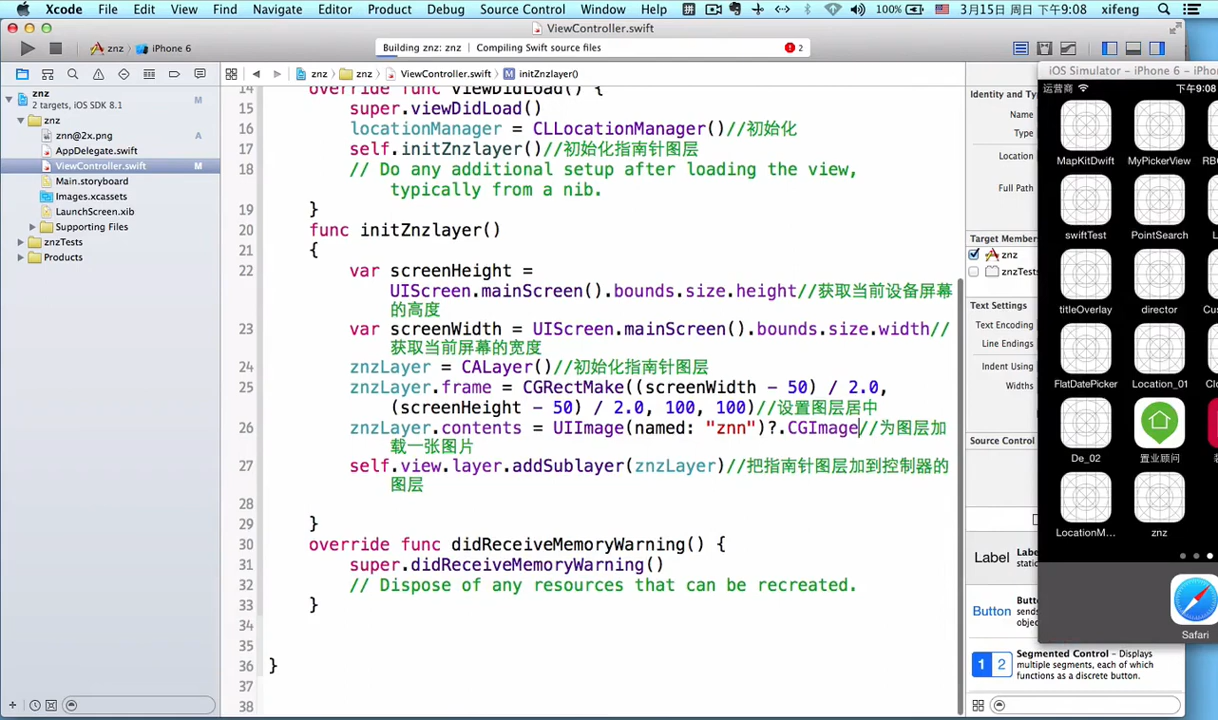 Xcode File Edit View Find Navigate Editor Product Debug Source Control Window Help 100% 3月15日 周日 下午9:08 xifeng
ViewController.swift
znz iPhone 6 Building znz: znz Compiling Swift source files 2
znz znz ViewController.swift M initZnzlayer()
znz M
2 targets, iOS SDK 8.1
znz
znn@2x.png A
AppDelegate.swift
ViewController.swift M
Main.storyboard
Images.xcassets
LaunchScreen.xib
Supporting Files
znzTests
Products
14 override func viewDidLoad() {
15 super.viewDidLoad()
16 locationManager = CLLocationManager()//初始化
17 self.initZnzlayer()//初始化指南针图层
18 // Do any additional setup after loading the view,
typically from a nib.
19 }
20 func initZnzlayer()
21 {
22 var screenHeight =
UIScreen.mainScreen().bounds.size.height//获取当前设备屏幕
的高度
23 var screenWidth = UIScreen.mainScreen().bounds.size.width//
获取当前屏幕的宽度
24 znzLayer = CALayer()//初始化指南针图层
25 znzLayer.frame = CGRectMake((screenWidth - 50) / 2.0,
(screenHeight - 50) / 2.0, 100, 100)//设置图层居中
26 znzLayer.contents = UIImage(named: "znn")?.CGImage//为图层加
载一张图片
27 self.view.layer.addSublayer(znzLayer)//把指南针图层加到控制器的
图层
28
29 }
30 override func didReceiveMemoryWarning() {
31 super.didReceiveMemoryWarning()
32 // Dispose of any resources that can be recreated.
33 }
34
35
36 }
37
38
Identity and Ty
Name
Type
Location
Full Path
Target Membe
znz
znzTests
Text Settings
Text Encoding
Line Endings
Indent Using
Widths
Source Control
Label Labe
stati
Button Butt
sends
objec
1 2 Segmented Control - Displays
multiple segments, each of which
functions as a discrete button.
iOS Simulator - iPhone 6 - iPho
运营商 下午9:08
MapKitDwift MyPickerView RB
swiftTest PointSearch L
titleOverlay director Cu
FlatDatePicker Location_01
De_02 置业顾问
LocationM... znz
Safari